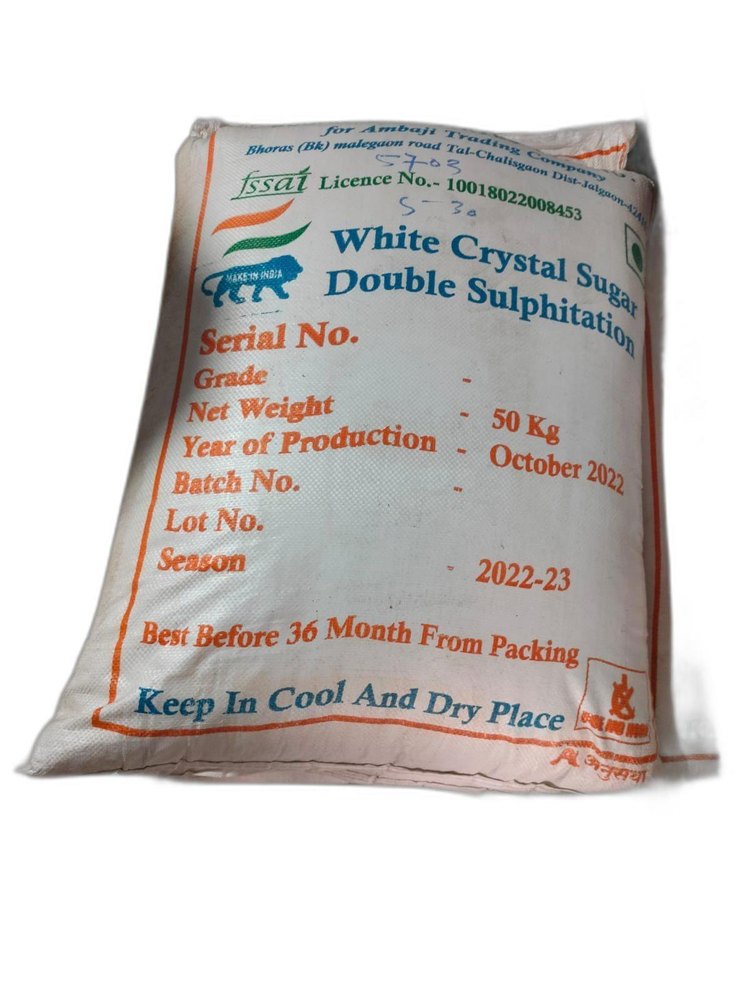 for Ambaji Trading Company
Bhoras (Bk) malegaon road Tal-Chalisgaon Dist-Jalgaon-424
5703
fssai Licence No.- 10018022008453
S-30
MAKE IN INDIA
White Crystal Sugar
Double Sulphitation
Serial No.
Grade -
Net Weight - 50 Kg
Year of Production - October 2022
Batch No. -
Lot No.
Season - 2022-23
Best Before 36 Month From Packing
Keep In Cool And Dry Place
अनुसया